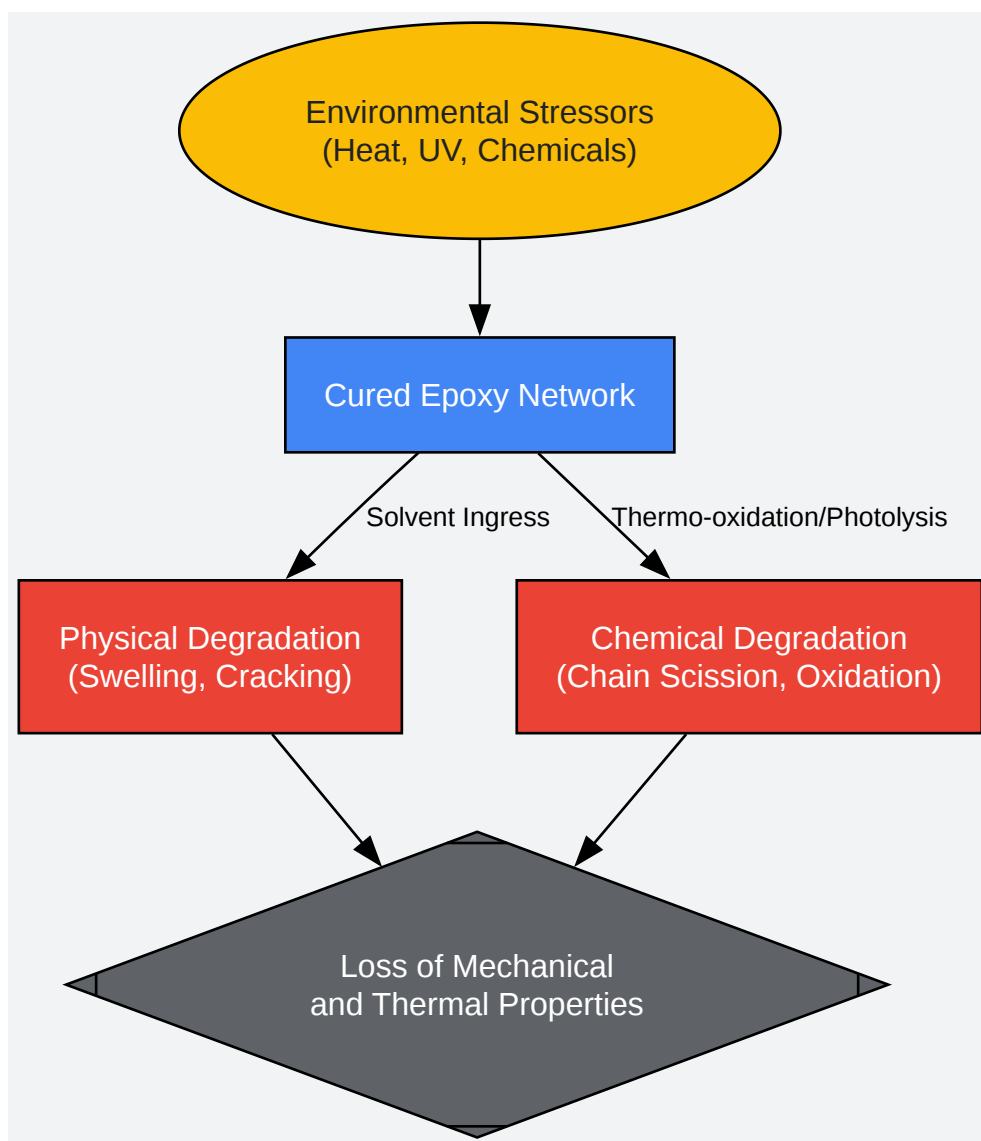 Environmental Stressors
(Heat, UV, Chemicals)
Cured Epoxy Network
Solvent Ingress
Thermo-oxidation/Photolysis
Physical Degradation
(Swelling, Cracking)
Chemical Degradation
(Chain Scission, Oxidation)
Loss of Mechanical
and Thermal Properties